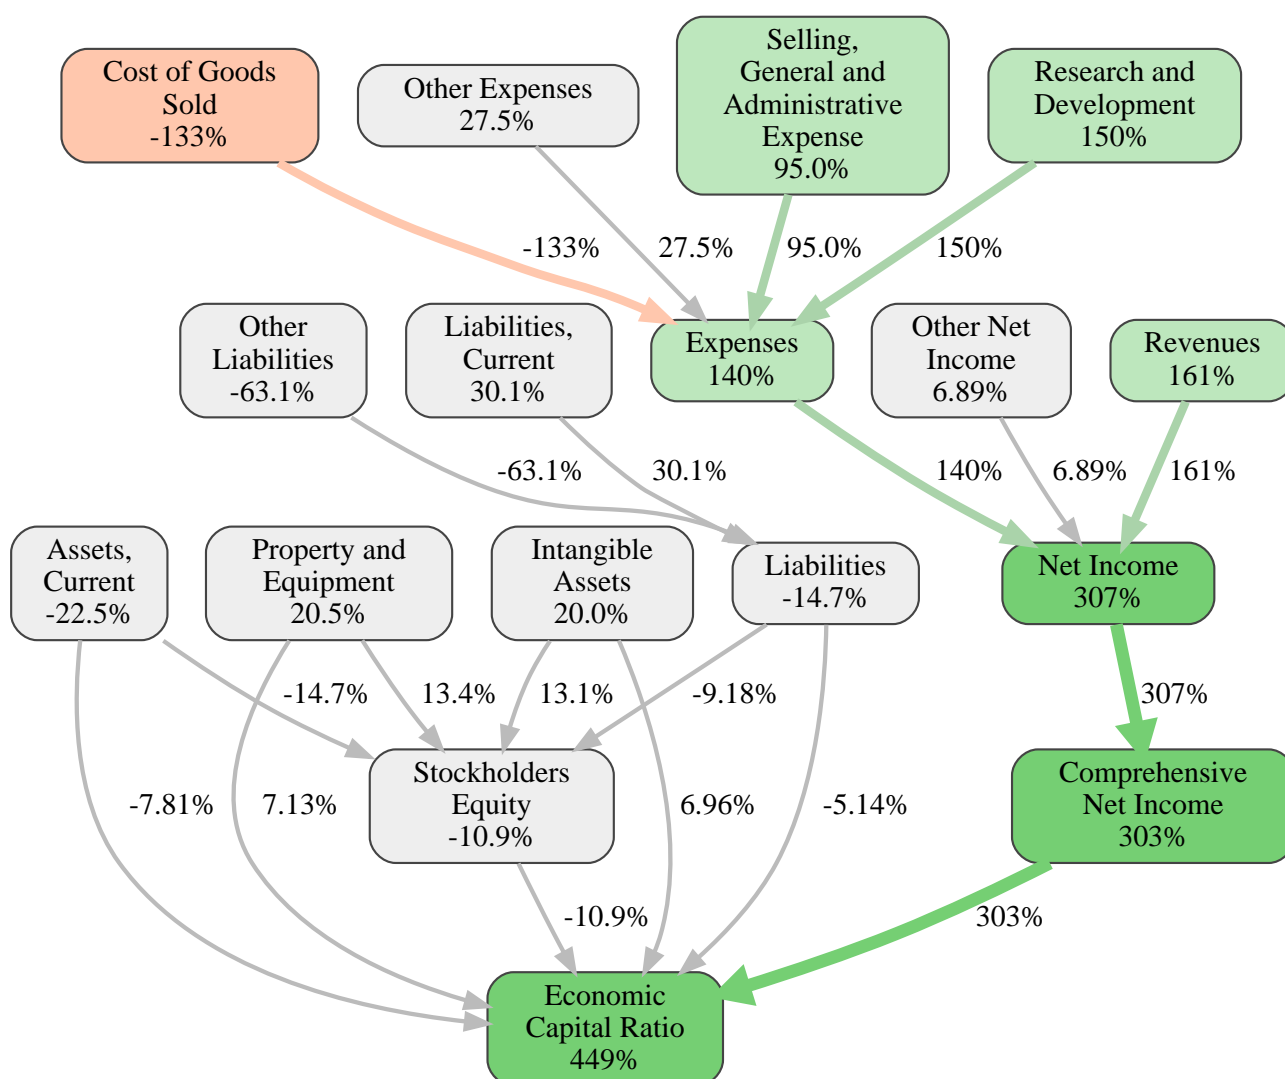 Cost of Goods
Sold
-133%
Other Expenses
27.5%
Selling,
General and
Administrative
Expense
95.0%
Research and
Development
150%
-133%
27.5%
95.0%
150%
Other
Liabilities
-63.1%
Liabilities,
Current
30.1%
Expenses
140%
Other Net
Income
6.89%
Revenues
161%
-63.1%
30.1%
140%
6.89%
161%
Assets,
Current
-22.5%
Property and
Equipment
20.5%
Intangible
Assets
20.0%
Liabilities
-14.7%
Net Income
307%
-14.7%
13.4%
13.1%
-9.18%
307%
Stockholders
Equity
-10.9%
Comprehensive
Net Income
303%
-7.81%
7.13%
6.96%
-5.14%
-10.9%
303%
Economic
Capital Ratio
449%